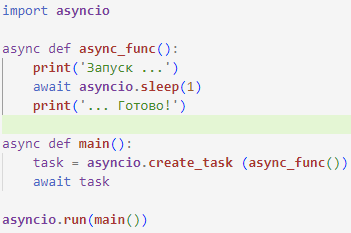 import asyncio
async def async_func():
    print('Запуск ...')
    await asyncio.sleep(1)
    print('... Готово!')
async def main():
    task = asyncio.create_task (async_func())
    await task
asyncio.run(main())